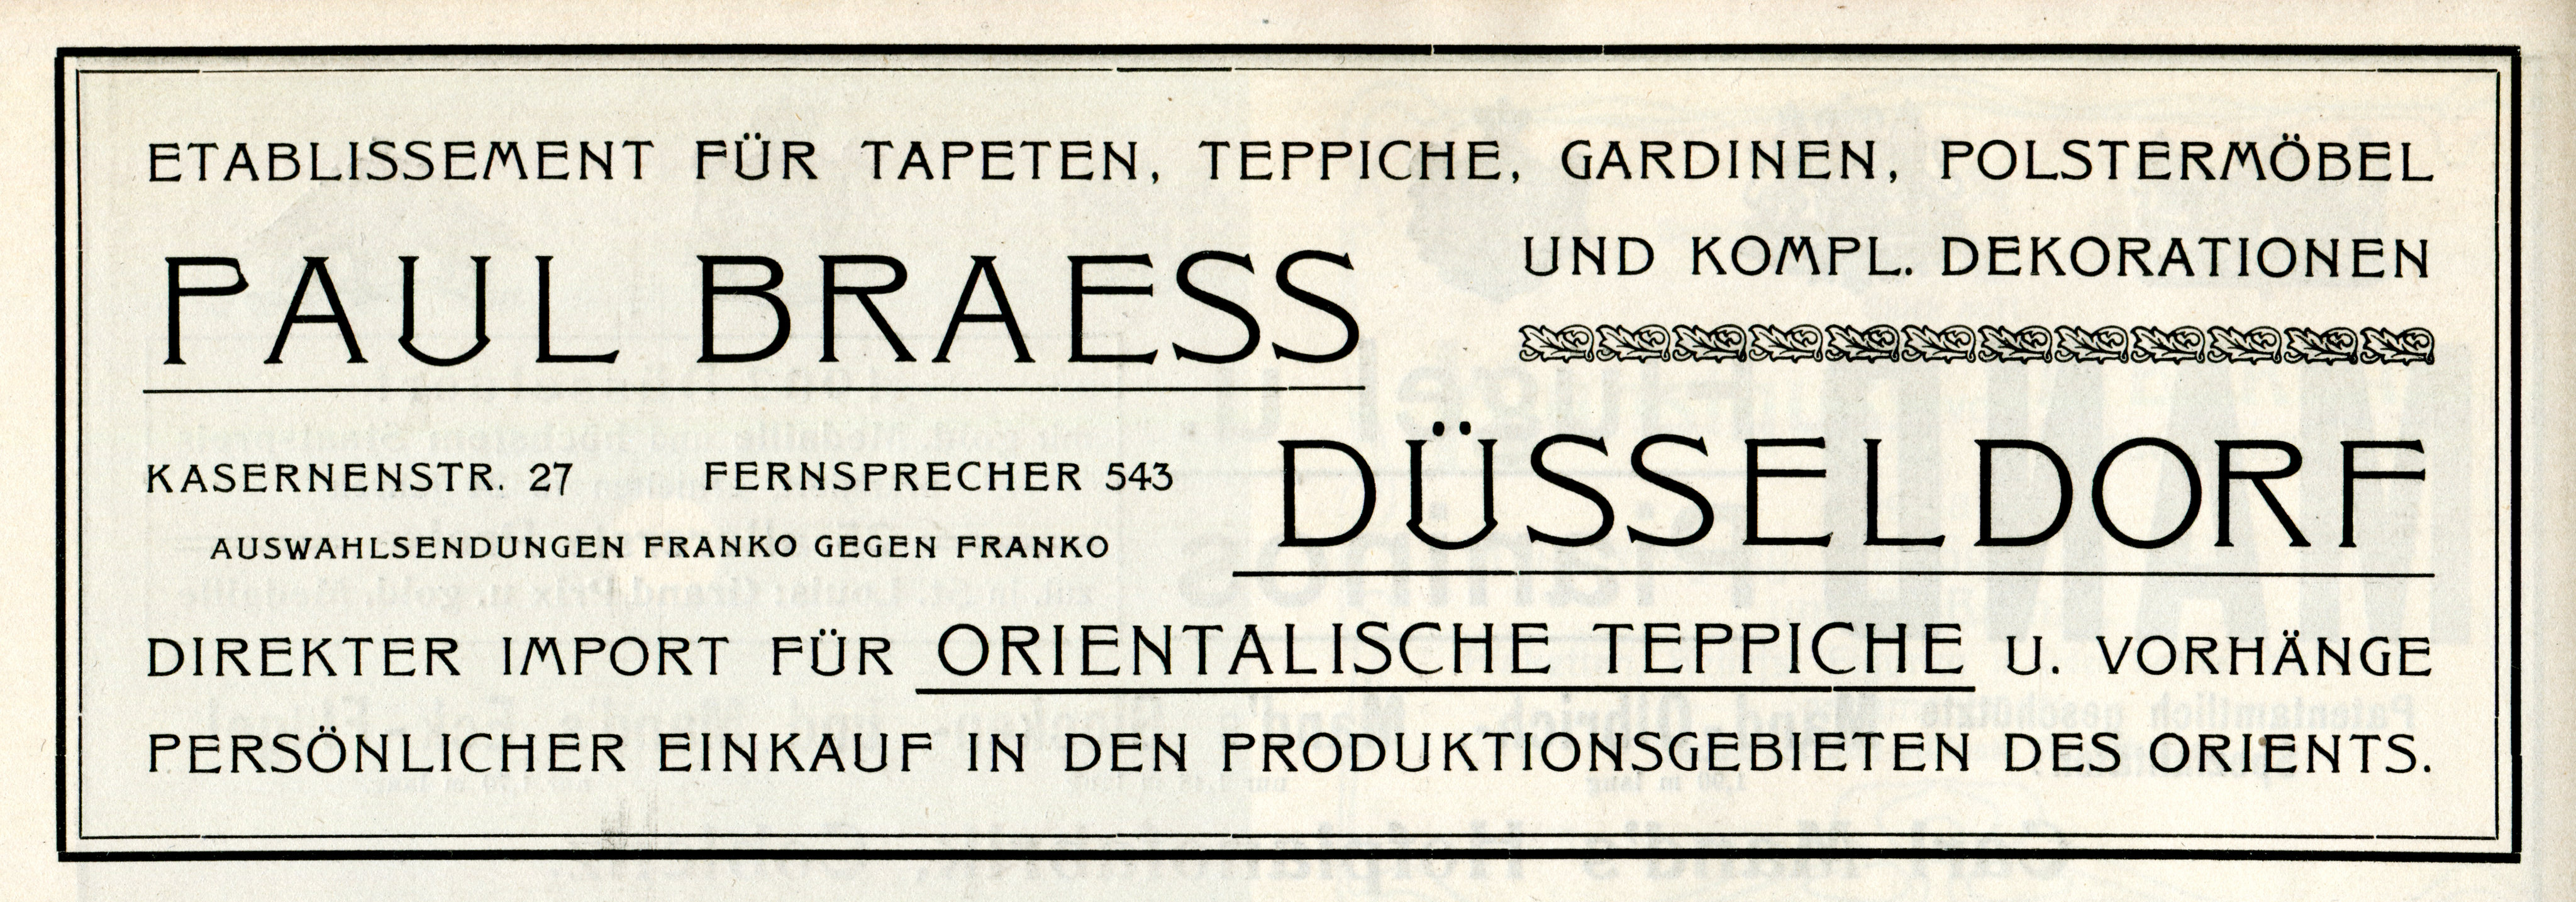 ETABLISSEMENT FÜR TAPETEN, TEPPICHE, GARDINEN, POLSTERMÖBEL
UND KOMPL. DEKORATIONEN
PAUL BRAESS
KASERNENSTR. 27 FERNSPRECHER 543
AUSWAHLSENDUNGEN FRANKO GEGEN FRANKO
DÜSSELDORF
DIREKTER IMPORT FÜR ORIENTALISCHE TEPPICHE U. VORHÄNGE
PERSÖNLICHER EINKAUF IN DEN PRODUKTIONSGEBIETEN DES ORIENTS.